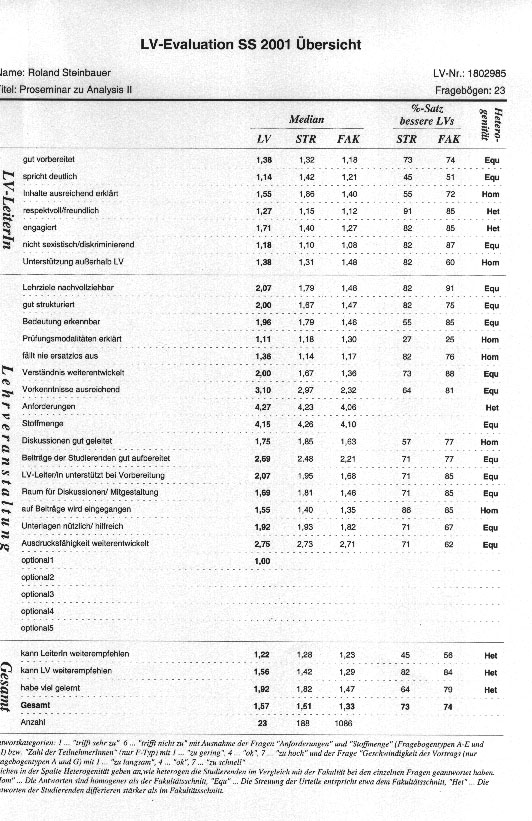 LV-Evaluation SS 2001 Übersicht
Name: Roland Steinbauer LV-Nr.: 1802985
Titel: Proseminar zu Analysis II Fragebögen: 23
Median %-Satz bessere LVs Hetero-genität
LV STR FAK STR FAK
LV-LeiterIn
gut vorbereitet 1,38 1,32 1,18 73 74 Equ
spricht deutlich 1,14 1,42 1,21 45 51 Equ
Inhalte ausreichend erklärt 1,55 1,86 1,40 55 72 Hom
respektvoll/freundlich 1,27 1,15 1,12 91 85 Het
engagiert 1,71 1,40 1,27 82 85 Het
nicht sexistisch/diskriminierend 1,18 1,10 1,08 82 87 Equ
Unterstützung außerhalb LV 1,38 1,31 1,48 82 60 Hom
Lehrveranstaltung
Lehrziele nachvollziehbar 2,07 1,79 1,48 82 91 Equ
gut strukturiert 2,00 1,67 1,47 82 75 Equ
Bedeutung erkennbar 1,96 1,79 1,46 55 85 Equ
Prüfungsmodalitäten erklärt 1,11 1,18 1,30 27 25 Hom
fällt nie ersatzlos aus 1,36 1,14 1,17 82 76 Hom
Verständnis weiterentwickelt 2,00 1,67 1,36 73 88 Equ
Vorkenntnisse ausreichend 3,10 2,97 2,32 64 81 Equ
Anforderungen 4,27 4,23 4,06 Het
Stoffmenge 4,15 4,26 4,10 Equ
Diskussionen gut geleitet 1,75 1,85 1,63 57 77 Hom
Beiträge der Studierenden gut aufbereitet 2,69 2,48 2,21 71 77 Equ
LV-Leiter/in unterstützt bei Vorbereitung 2,07 1,95 1,68 71 85 Equ
Raum für Diskussionen/ Mitgestaltung 1,69 1,81 1,46 71 85 Equ
auf Beiträge wird eingegangen 1,55 1,40 1,35 86 85 Hom
Unterlagen nützlich/ hilfreich 1,92 1,93 1,82 71 67 Equ
Ausdrucksfähigkeit weiterentwickelt 2,75 2,73 2,71 71 62 Equ
optional1 1,00
optional2
optional3
optional4
optional5
Gesamt
kann LeiterIn weiterempfehlen 1,22 1,28 1,23 45 56 Het
kann LV weiterempfehlen 1,56 1,42 1,29 82 84 Het
habe viel gelernt 1,92 1,82 1,47 64 79 Het
Gesamt 1,57 1,51 1,33 73 74
Anzahl 23 188 1086
twortkategorien: 1 ... "trifft sehr zu" 6 ... "trifft nicht zu" mit Ausnahme der Fragen "Anforderungen" und "Stoffmenge" (Fragebogentypen A-E und
I) bzw. "Zahl der TeilnehmerInnen" (nur F-Typ) mit 1 ... "zu gering", 4 ... "ok", 7 ... "zu hoch" und der Frage "Geschwindigkeit des Vortrags (nur
agebogentypen A und G) mit 1 ... "zu langsam", 4 ... "ok", 7 ... "zu schnell"
ichen in der Spalte Heterogenität geben an, wie heterogen die Studierenden im Vergleich mit der Fakultät bei den einzelnen Fragen geantwortet haben.
om" ... Die Antworten sind homogener als der Fakultätsschnitt, "Equ" ... Die Streuung der Urteile entspricht etwa dem Fakultätsschnitt, "Het" ... Die
tworten der Studierenden differieren stärker als im Fakultätsschnitt.